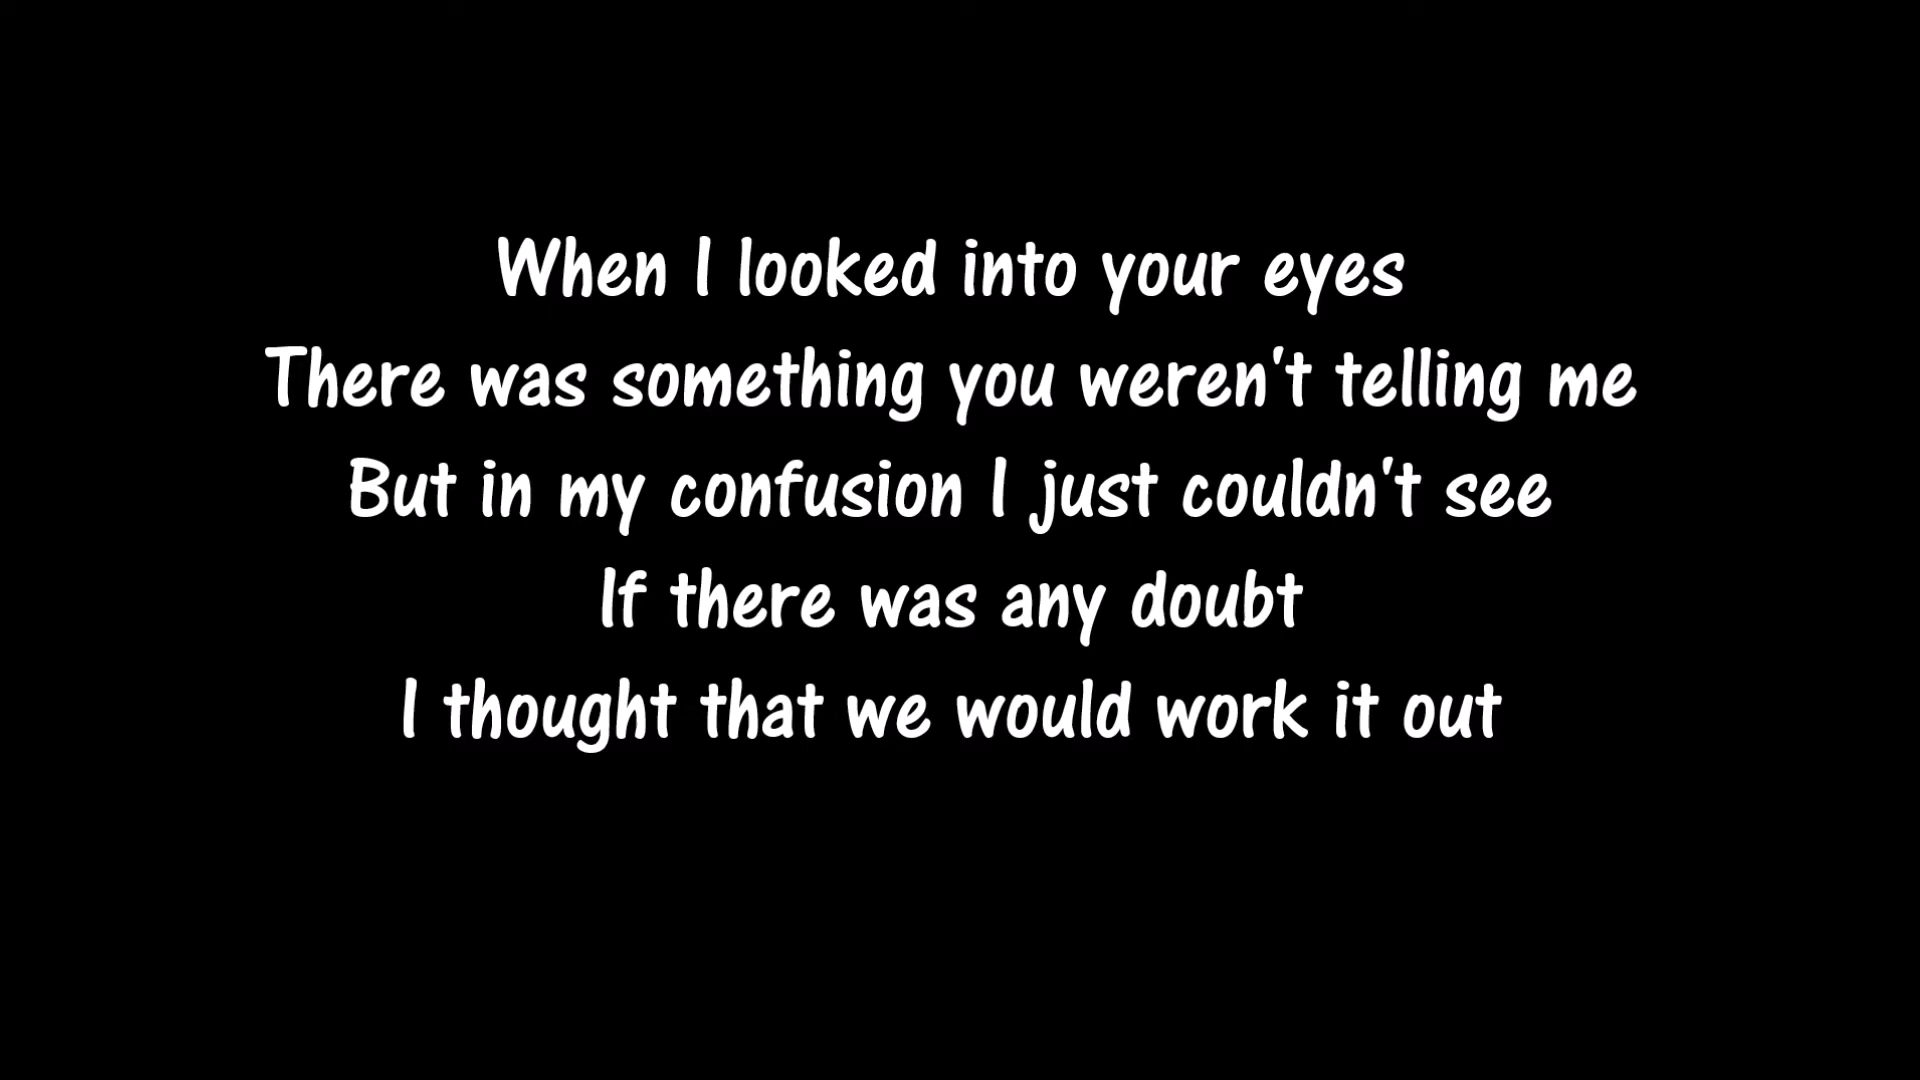 When I looked into your eyes
There was something you weren't telling me
But in my confusion I just couldn't see
If there was any doubt
I thought that we would work it out